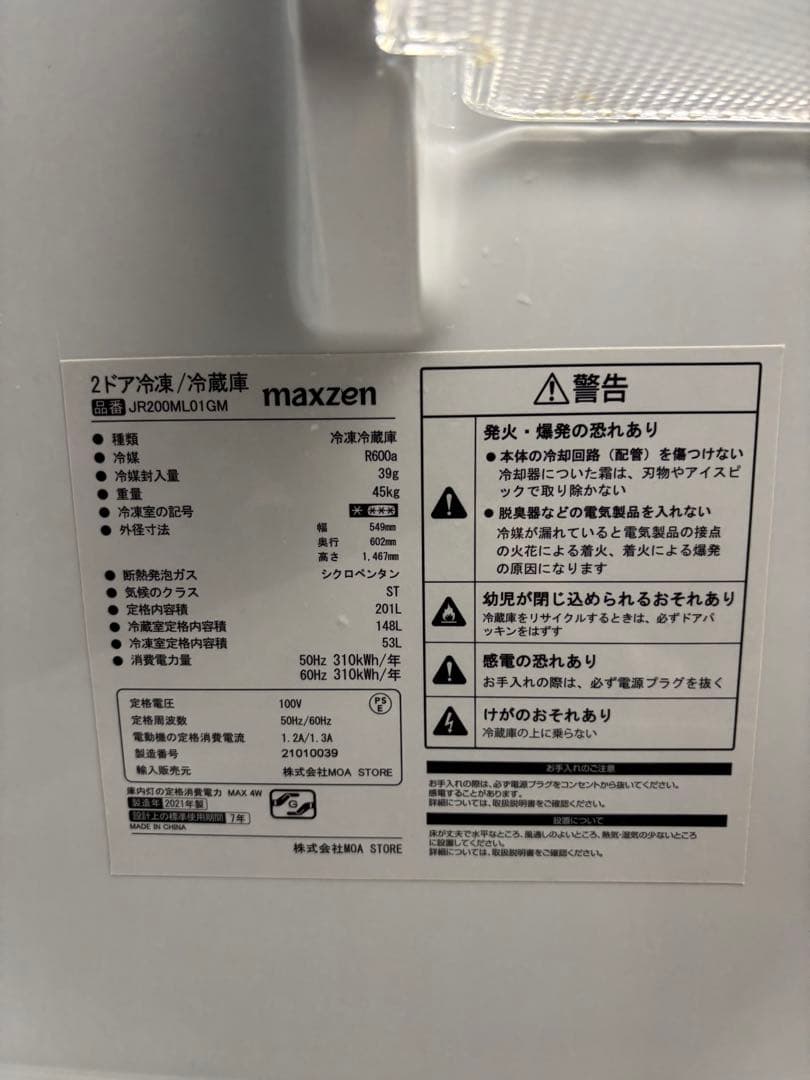 2ドア冷凍/冷蔵庫
品番 JR200ML01GM
maxzen
● 種類 冷凍冷蔵庫
● 冷媒 R600a
● 冷媒封入量 39g
● 重量 45kg
● 冷凍室の記号 * ***
● 外径寸法 幅 549mm
奥行 602mm
高さ 1,467mm
● 断熱発泡ガス シクロペンタン
● 気候のクラス ST
● 定格内容積 201L
● 冷蔵室定格内容積 148L
● 冷凍室定格内容積 53L
● 消費電力量 50Hz 310kWh/年
60Hz 310kWh/年
定格電圧 100V
PS
E
定格周波数 50Hz/60Hz
電動機の定格消費電流 1.2A/1.3A
製造番号 21010039
輸入販売元 株式会社MOA STORE
庫内灯の定格消費電力 MAX 4W
製造年 2021年製
設計上の標準使用期間 7年
MADE IN CHINA
G
株式会社MOA STORE
警告
発火・爆発の恐れあり
● 本体の冷却回路（配管）を傷つけない
冷却器についた霜は、刃物やアイスピ
ックで取り除かない
● 脱臭器などの電気製品を入れない
冷媒が漏れていると電気製品の接点
の火花による着火、着火による爆発
の原因になります
幼児が閉じ込められるおそれあり
冷蔵庫をリサイクルするときは、必ずドアパ
ッキンをはずす
感電の恐れあり
お手入れの際は、必ず電源プラグを抜く
けがのおそれあり
冷蔵庫の上に乗らない
お手入れのご注意
お手入れの際は、必ず電源プラグをコンセントから抜いてください。
感電することがあります。
詳細については、取扱説明書をご確認ください。
設置について
床が丈夫で水平なところ、風通しのよいところ、熱気・湿気の少ないところ
に設置してください。
詳細については、取扱説明書をご確認ください。